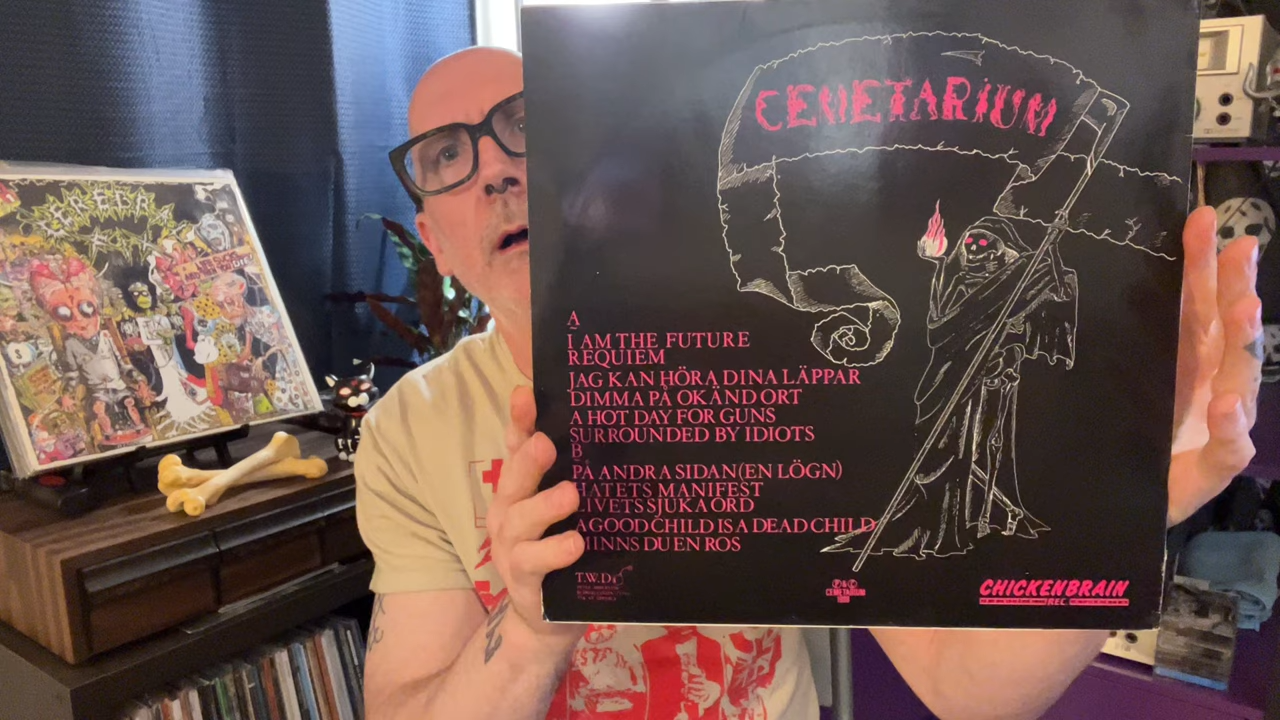 CEMETARIUM
A
I AM THE FUTURE
REQUIEM
JAG KAN HÖRA DINA LÄPPAR
DIMMA PÅ OKÄND ORT
A HOT DAY FOR GUNS
SURROUNDED BY IDIOTS
B
PÅ ANDRA SIDAN (EN LÖGN)
HATETS MANIFEST
LIVETS SJUKA ORD
A GOOD CHILD IS A DEAD CHILD
MINNS DU EN ROS
T.W.D.
P & C
CEMETARIUM
CHICKENBRAIN
REC